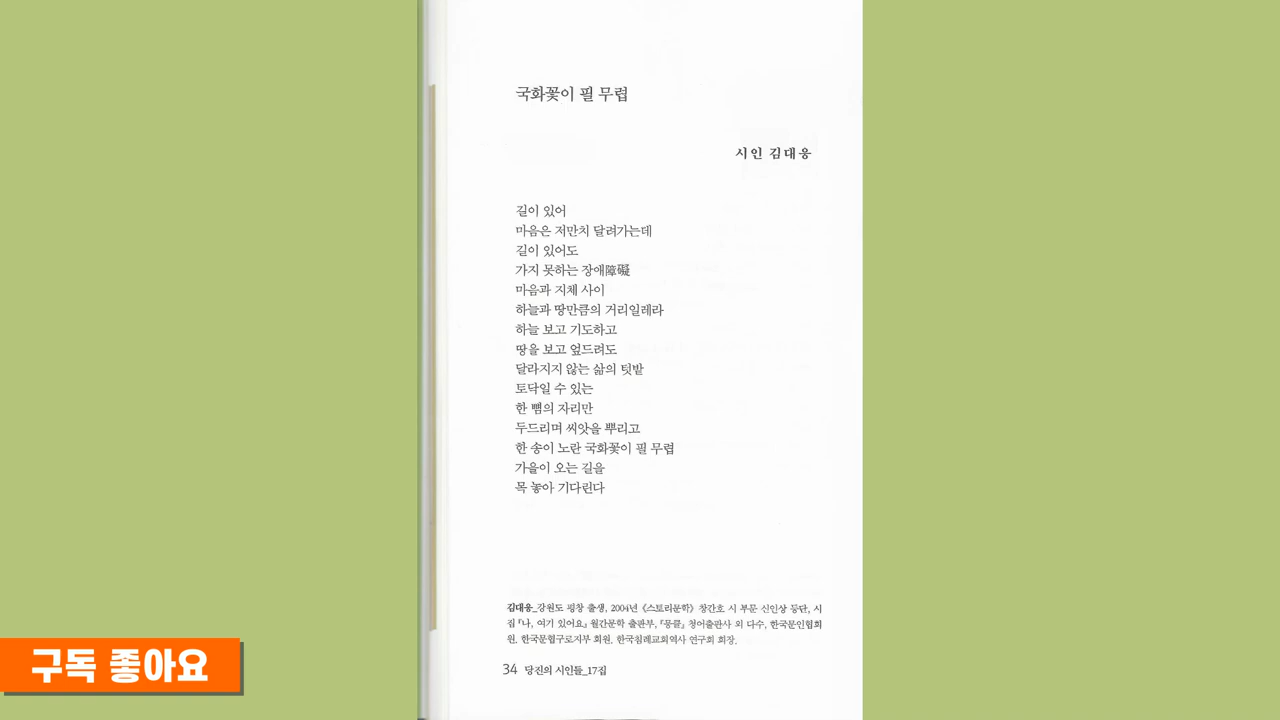 국화꽃이 필 무렵
시인 김대응
길이 있어
마음은 저만치 달려가는데
길이 있어도
가지 못하는 장애障礙
마음과 지체 사이
하늘과 땅만큼의 거리일레라
하늘 보고 기도하고
땅을 보고 엎드려도
달라지지 않는 삶의 텃밭
토닥일 수 있는
한 뼘의 자리만
두드리며 씨앗을 뿌리고
한 송이 노란 국화꽃이 필 무렵
가을이 오는 길을
목 놓아 기다린다
김대응_강원도 평창 출생, 2004년 《스토리문학》 창간호 시 부문 신인상 등단, 시
집 『나, 여기 있어요』 월간문학 출판부, 『뭉클』 청어출판사 외 다수, 한국문인협회
원. 한국문협구로지부 회원. 한국침례교회역사 연구회 회장.
34 당진의 시인들_17집
구독 좋아요